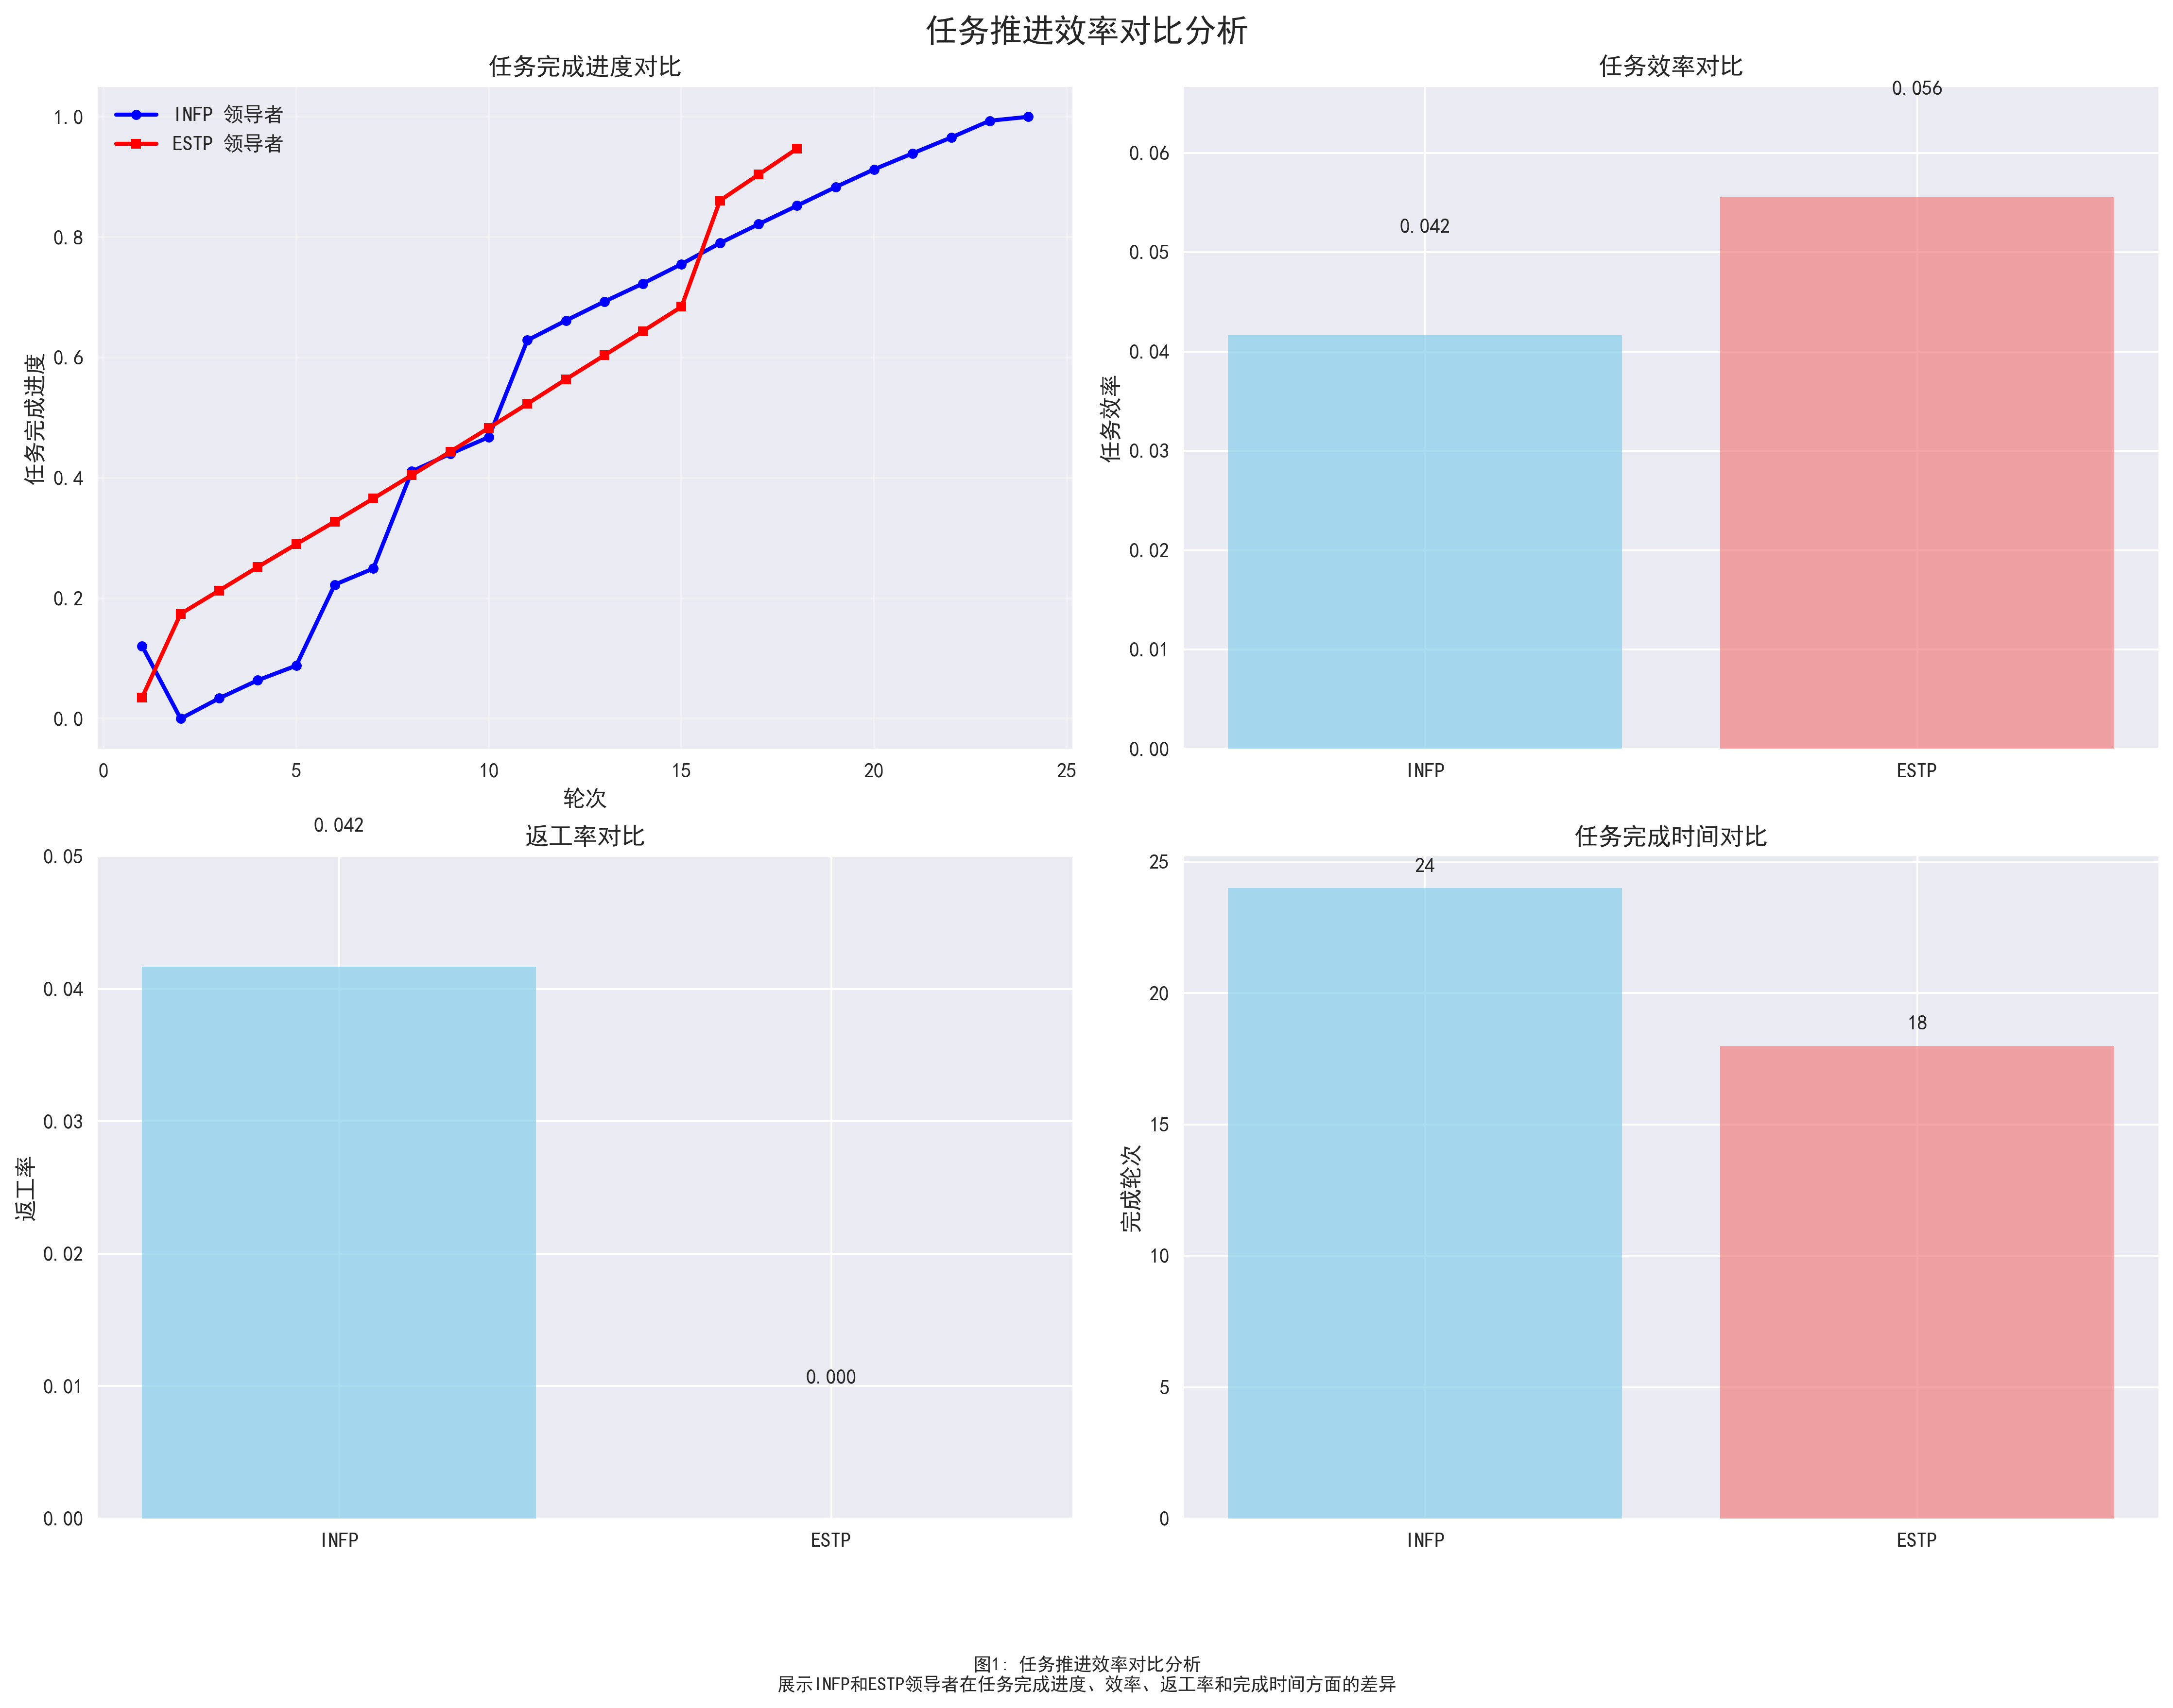 任务推进效率对比分析
任务完成进度对比
INFP 领导者
ESTP 领导者
1.0
0.8
0.6
0.4
0.2
0.0
任务完成进度
0
5
10
15
20
25
轮次
任务效率对比
0.056
0.042
0.06
0.05
0.04
0.03
0.02
0.01
0.00
任务效率
INFP
ESTP
返工率对比
0.042
0.000
0.05
0.04
0.03
0.02
0.01
0.00
返工率
INFP
ESTP
任务完成时间对比
24
18
25
20
15
10
5
0
完成轮次
INFP
ESTP
图1: 任务推进效率对比分析
展示INFP和ESTP领导者在任务完成进度、效率、返工率和完成时间方面的差异